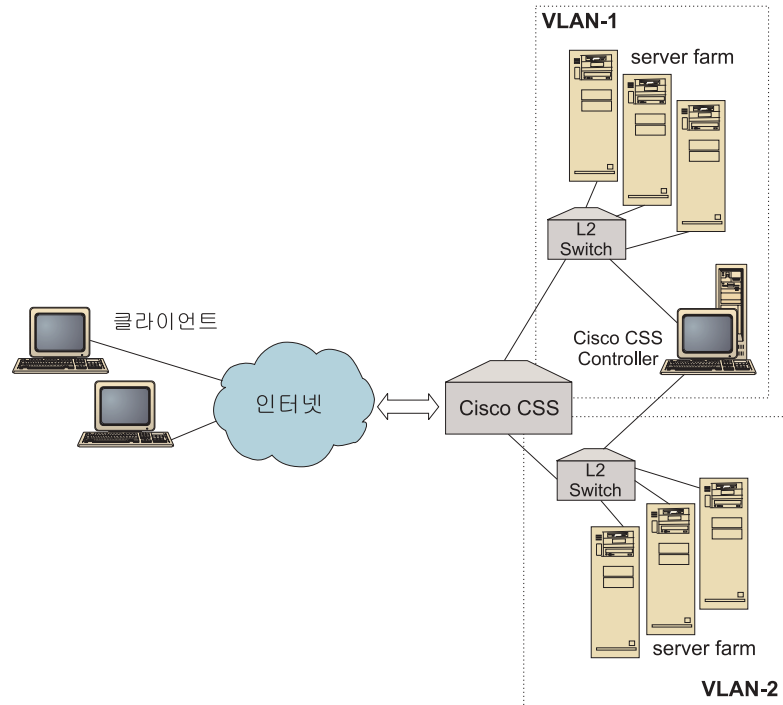 VLAN-1
server farm
L2
Switch
클라이언트
Cisco CSS
Controller
인터넷
Cisco CSS
L2
Switch
server farm
VLAN-2